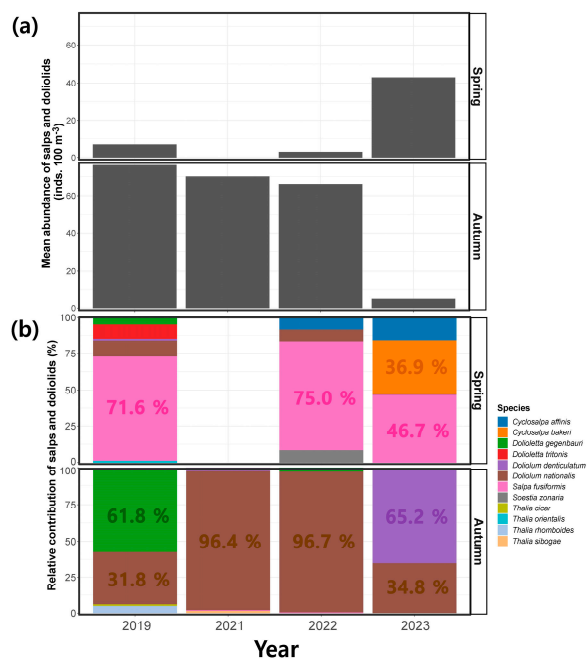 (a)
Mean abundance of salps and doliolids
(inds. 100 m-3)
60
40
20
0
Spring
60
40
20
0
Autumn
(b)
Relative contribution of salps and doliolids (%)
100
75
50
25
0
71.6 %
75.0 %
36.9 %
46.7 %
Spring
100
75
50
25
0
61.8 %
31.8 %
96.4 %
96.7 %
65.2 %
34.8 %
Autumn
2019
2021
2022
2023
Year
Species
Cyclosalpa affinis
Cyclosalpa bakeri
Dolioletta gegenbauri
Dolioletta tritonis
Doliolum denticulatum
Doliolum nationalis
Salpa fusiformis
Soestia zonaria
Thalia cicar
Thalia orientalis
Thalia rhomboides
Thalia sibogae